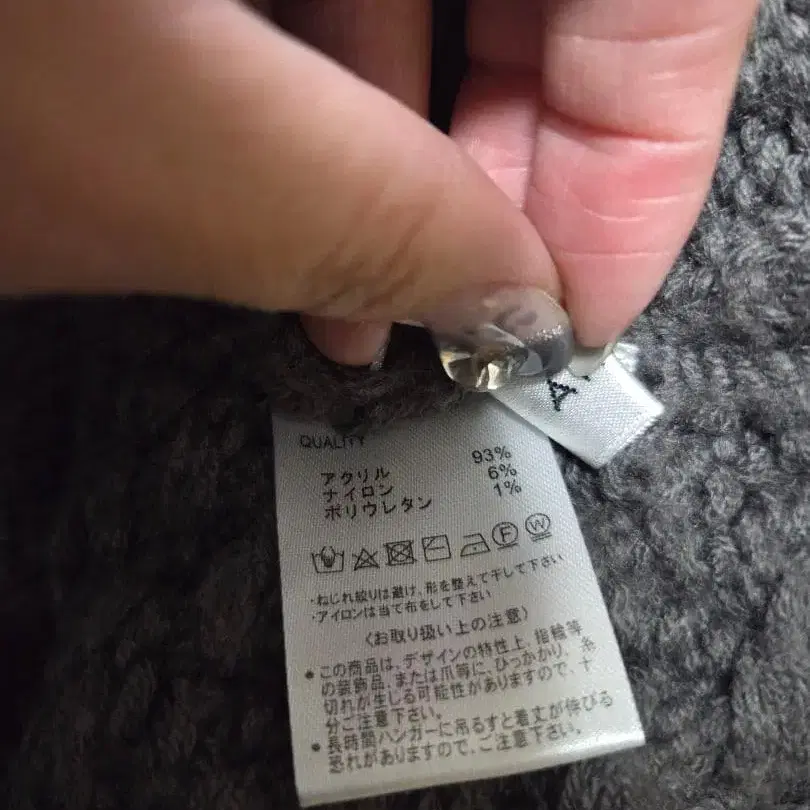 A
QUALITY
アクリル 93%
ナイロン 6%
ポリウレタン 1%
F W
・ねじれ絞りは避け、形を整えて干して下さい
・アイロンは当て布をして下さい
〈お取り扱い上の注意〉
●この商品は、デザインの特性上、指輪等
の装飾品、または爪等に、ひっかかり、糸
切れが生じる可能性がありますので、十
分ご注意下さい。
●長時間ハンガーに吊るすと着丈が伸びる
恐れがありますので、ご注意下さい。